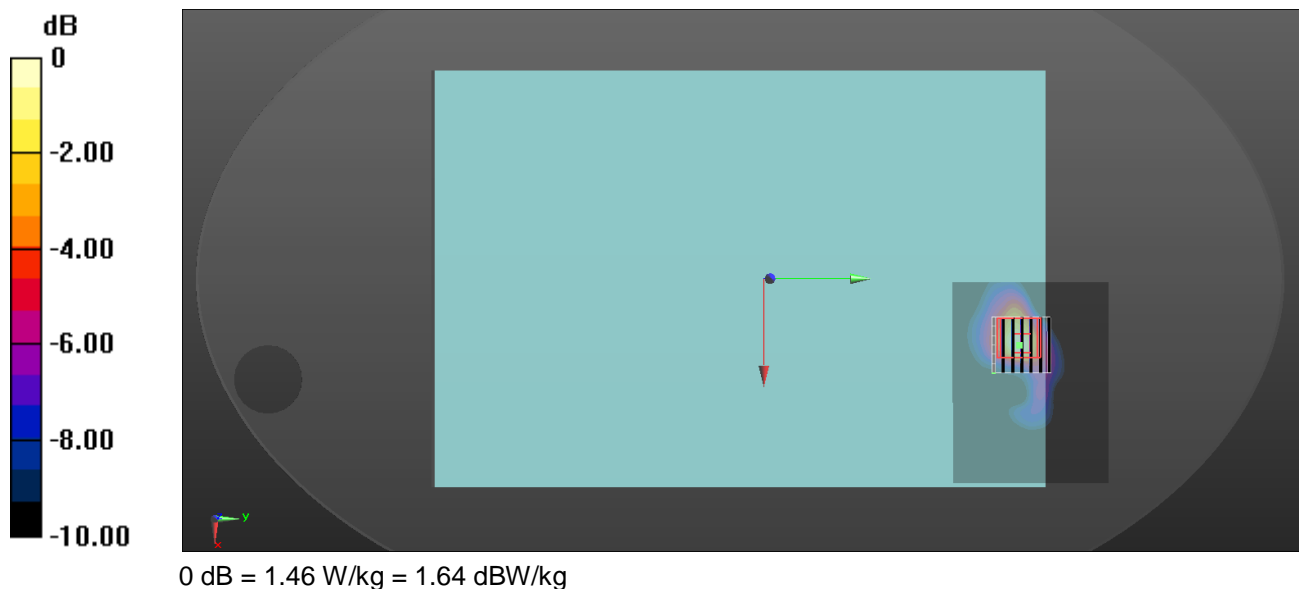 dB
0
-2.00
-4.00
-6.00
-8.00
-10.00
y
x
0 dB = 1.46 W/kg = 1.64 dBW/kg